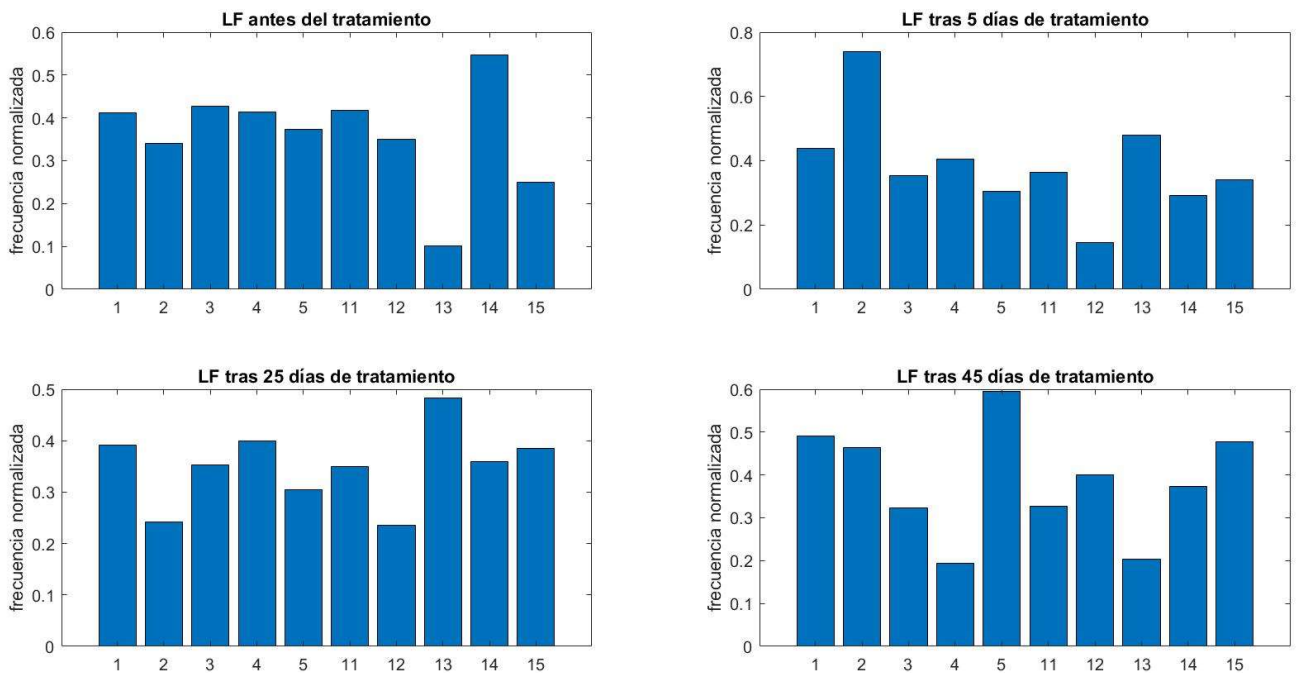 LF antes del tratamiento
frecuencia normalizada
0.6
0.5
0.4
0.3
0.2
0.1
0
1 2 3 4 5 11 12 13 14 15
LF tras 5 días de tratamiento
frecuencia normalizada
0.8
0.6
0.4
0.2
0
1 2 3 4 5 11 12 13 14 15
LF tras 25 días de tratamiento
frecuencia normalizada
0.5
0.4
0.3
0.2
0.1
0
1 2 3 4 5 11 12 13 14 15
LF tras 45 días de tratamiento
frecuencia normalizada
0.6
0.5
0.4
0.3
0.2
0.1
0
1 2 3 4 5 11 12 13 14 15